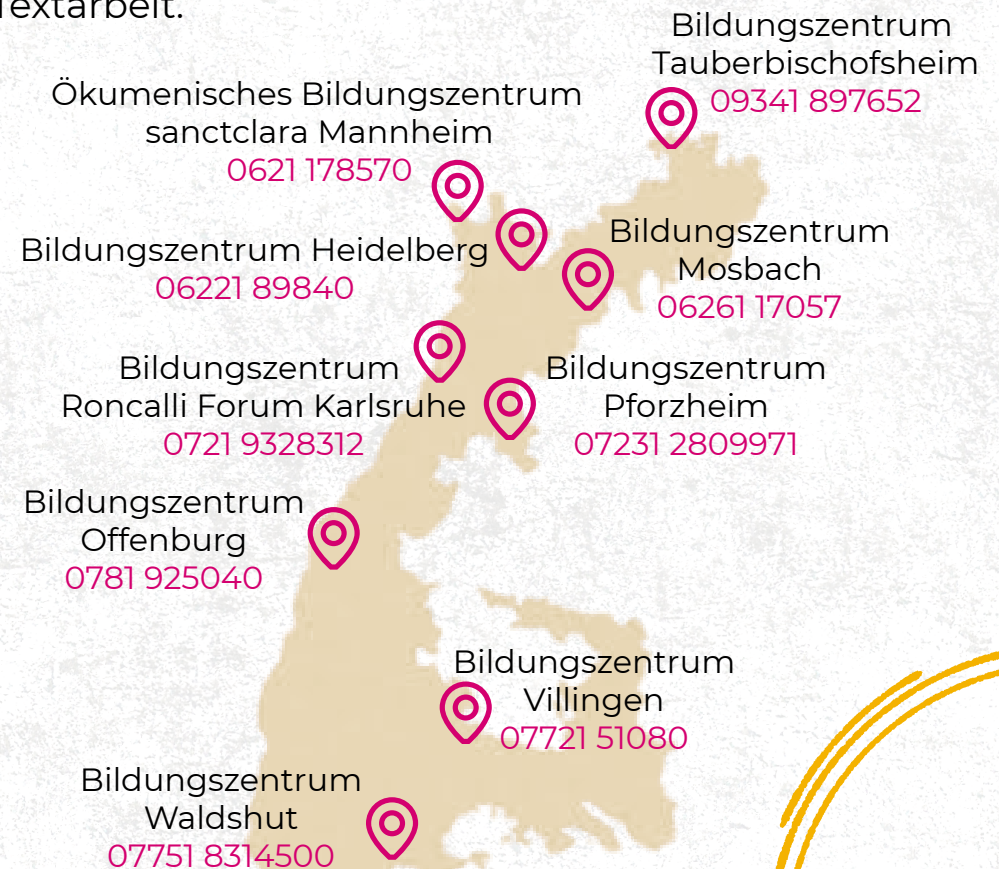 Textarbeit.
Bildungszentrum
Tauberbischofsheim
09341 897652
Ökumenisches Bildungszentrum
sanctclara Mannheim
0621 178570
Bildungszentrum Heidelberg
06221 89840
Bildungszentrum
Mosbach
06261 17057
Bildungszentrum
Roncalli Forum Karlsruhe
0721 9328312
Bildungszentrum
Pforzheim
07231 2809971
Bildungszentrum
Offenburg
0781 925040
Bildungszentrum
Villingen
07721 51080
Bildungszentrum
Waldshut
07751 8314500